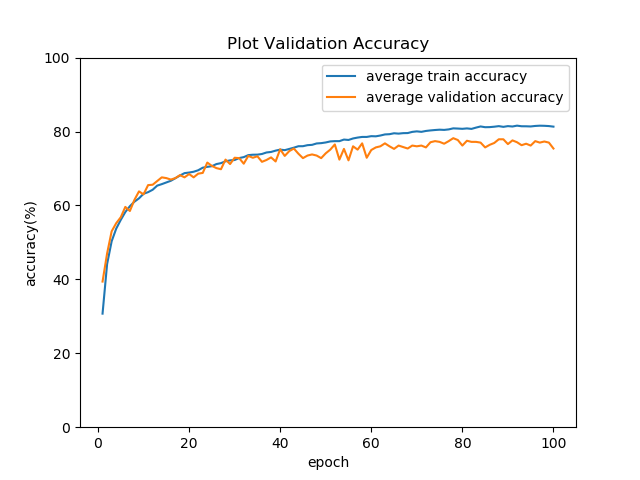 Plot Validation Accuracy
100
80
60
40
20
0
accuracy(%)
average train accuracy
average validation accuracy
0 20 40 60 80 100
epoch